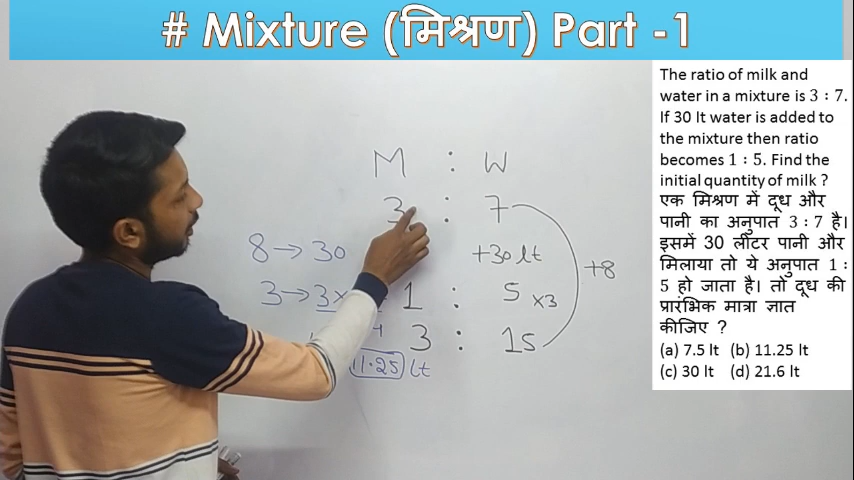 # Mixture (मिश्रण) Part -1
The ratio of milk and
water in a mixture is 3 : 7.
If 30 lt water is added to
the mixture then ratio
becomes 1 : 5. Find the
initial quantity of milk ?
एक मिश्रण में दूध और
पानी का अनुपात 3 : 7 है।
इसमें 30 लीटर पानी और
मिलाया तो ये अनुपात 1 :
5 हो जाता है। तो दूध की
प्रारंभिक मात्रा ज्ञात
कीजिए ?
(a) 7.5 lt (b) 11.25 lt
(c) 30 lt (d) 21.6 lt
M : W
3 : 7
+30 lt
+8
1 : 5 ×3
3 : 15
8 → 30
3 → 3×
11.25 lt